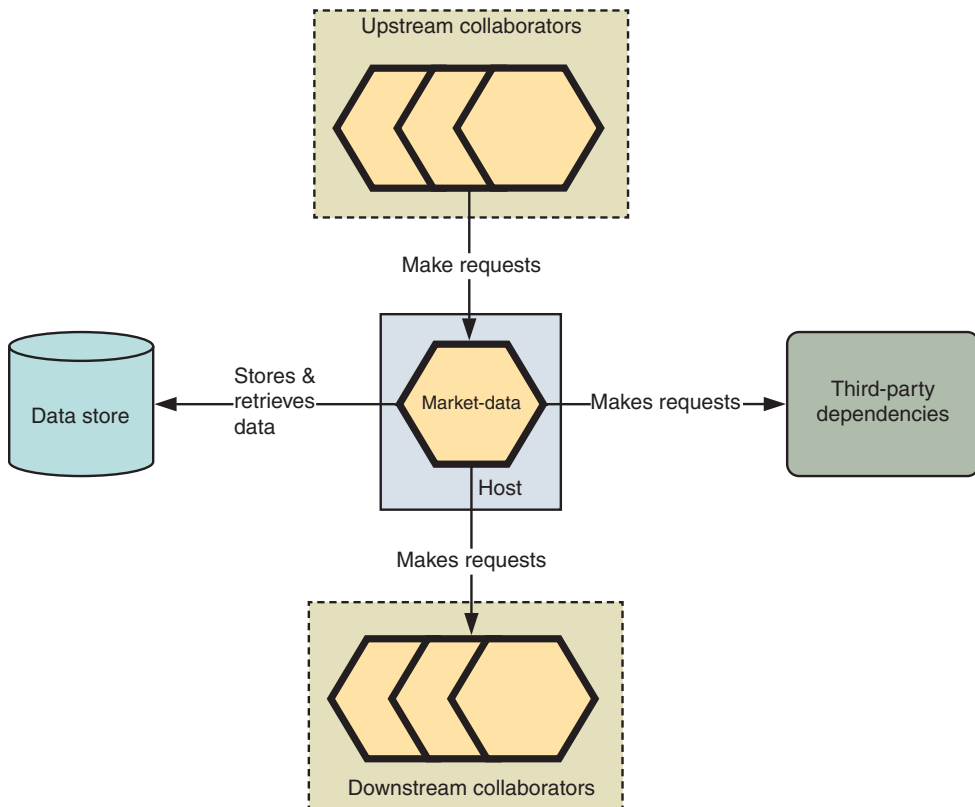 Upstream collaborators
Make requests
Stores &
retrieves
data
Data store
Market-data
Makes requests
Third-party
dependencies
Host
Makes requests
Downstream collaborators